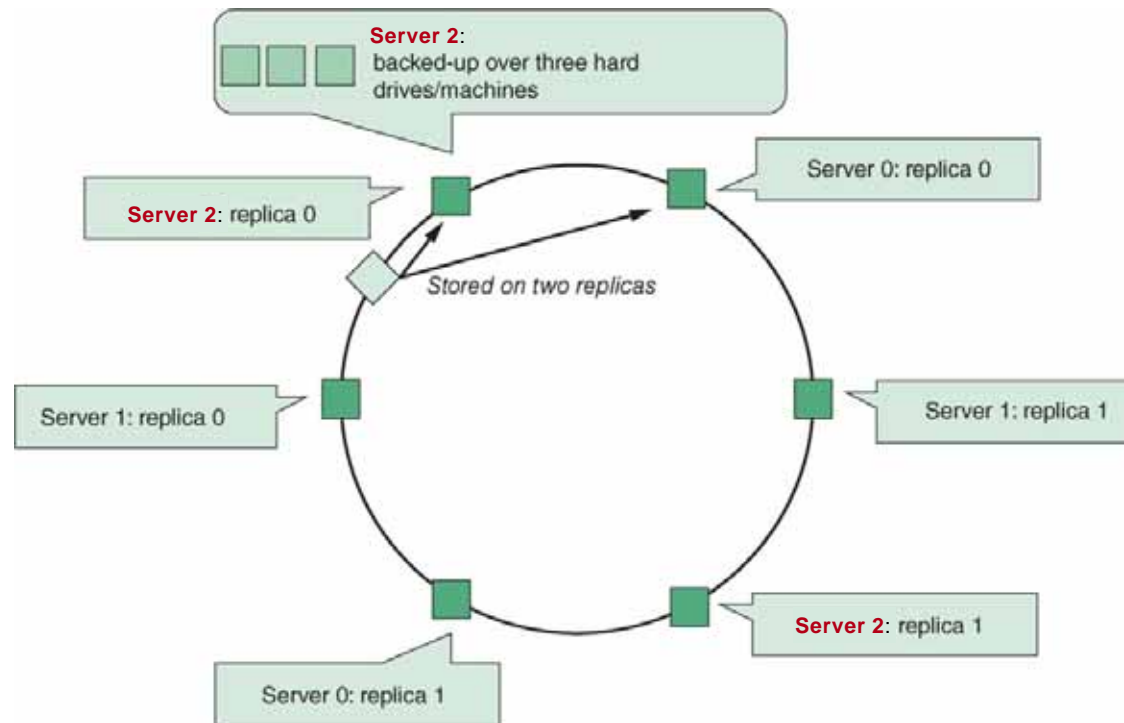 Server 2:
backed-up over three hard
drives/machines
Server 0: replica 0
Server 2: replica 0
Stored on two replicas
Server 1: replica 0
Server 1: replica 1
Server 2: replica 1
Server 0: replica 1